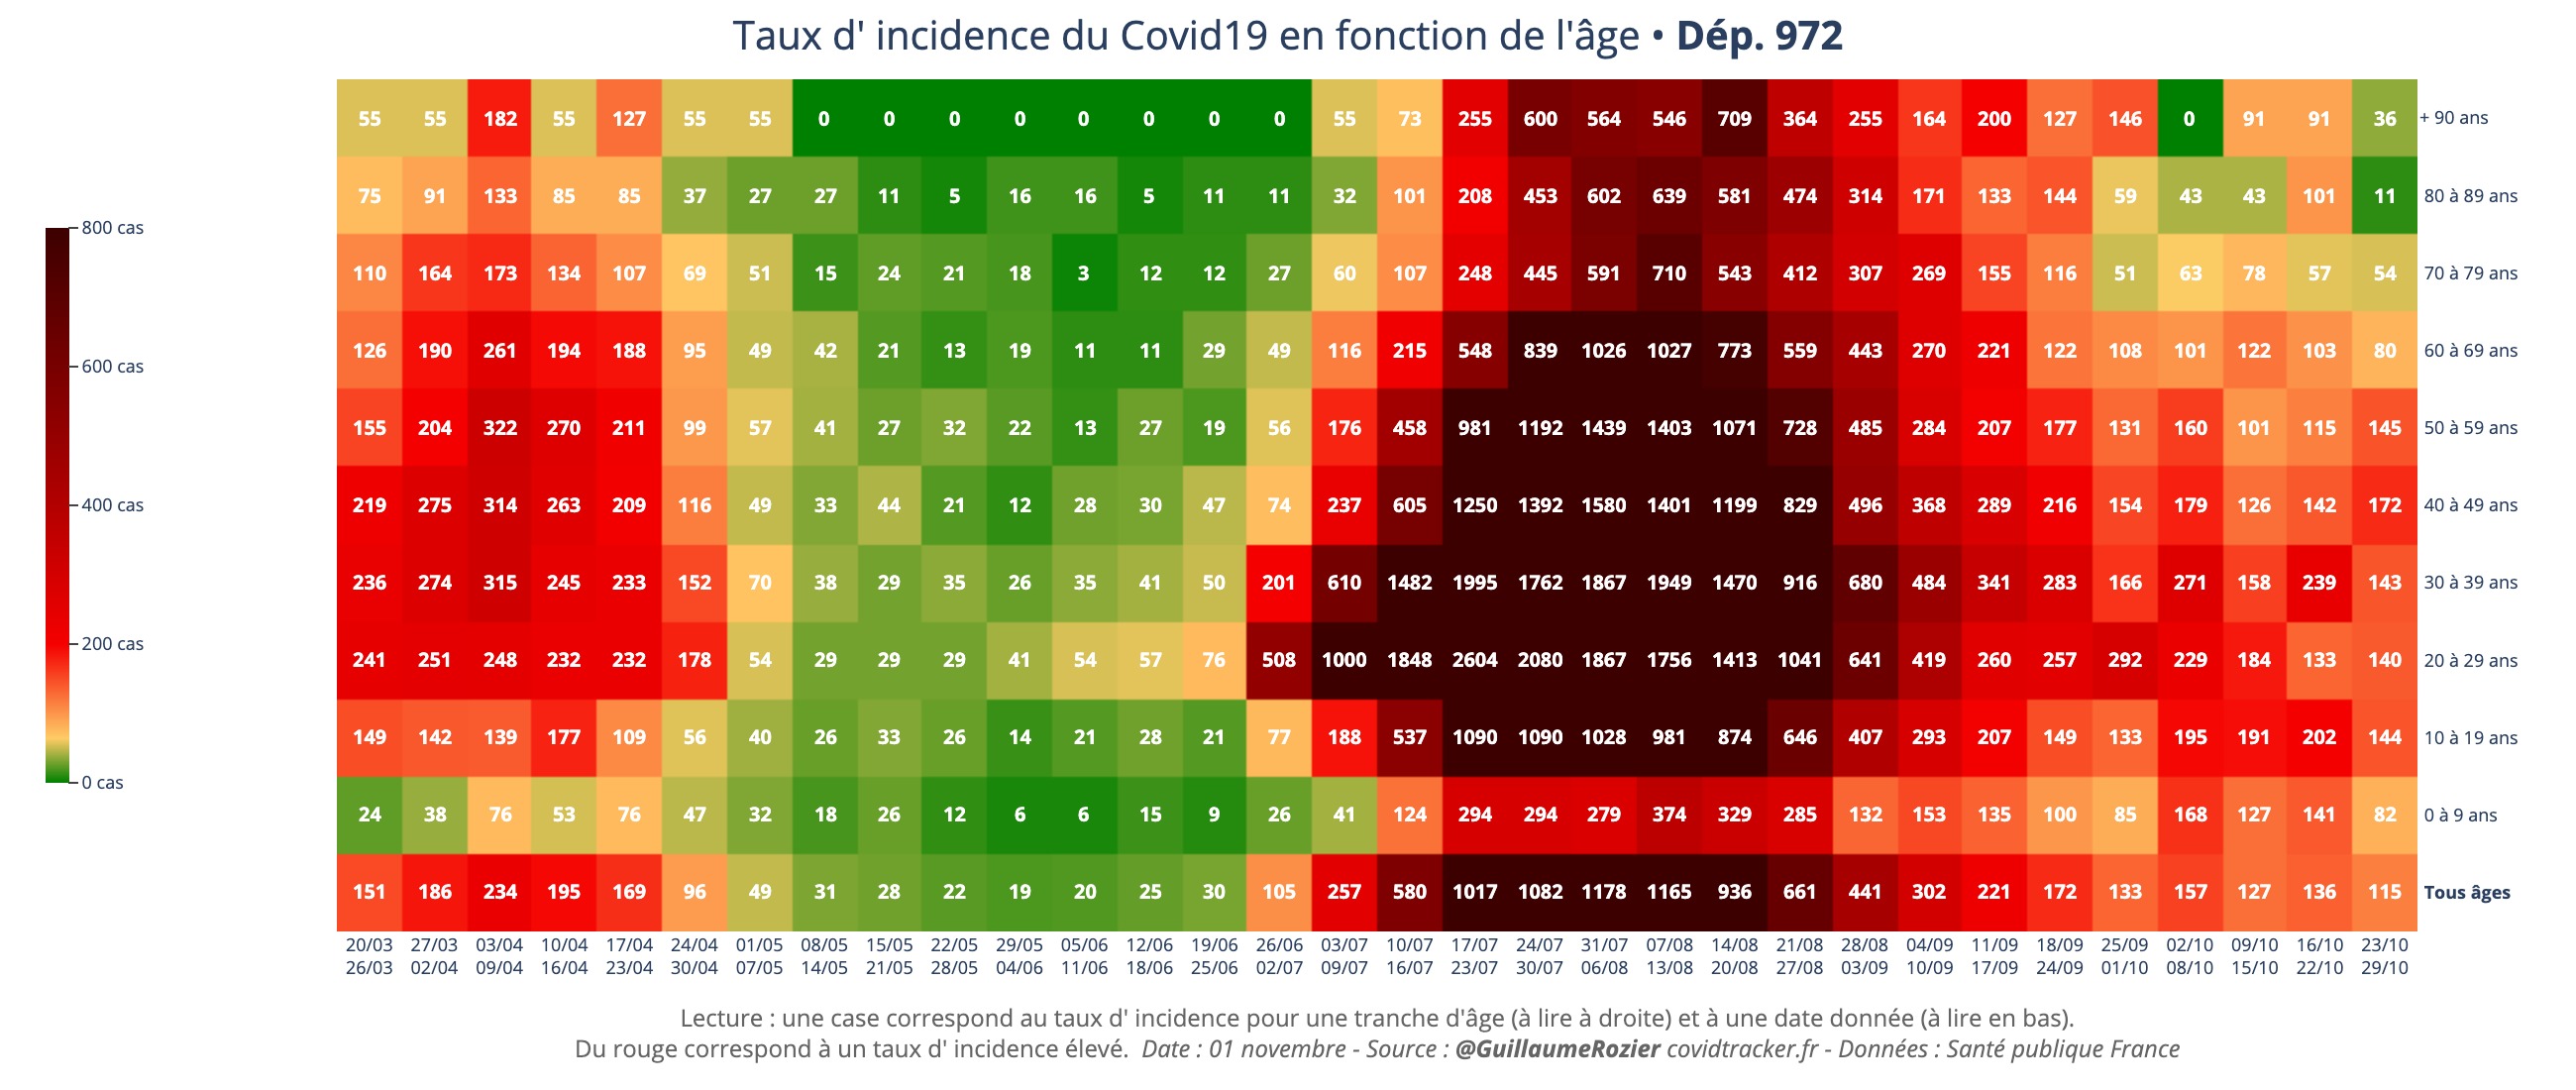 Taux d' incidence du Covid19 en fonction de l'âge • Dép. 972
800 cas
600 cas
400 cas
200 cas
0 cas
55 55 182 55 127 55 55 0 0 0 0 0 0 0 0 55 73 255 600 564 546 709 364 255 164 200 127 146 0 91 91 36 + 90 ans
75 91 133 85 85 37 27 27 11 5 16 16 5 11 11 32 101 208 453 602 639 581 474 314 171 133 144 59 43 43 101 11 80 à 89 ans
110 164 173 134 107 69 51 15 24 21 18 3 12 12 27 60 107 248 445 591 710 543 412 307 269 155 116 51 63 78 57 54 70 à 79 ans
126 190 261 194 188 95 49 42 21 13 19 11 11 29 49 116 215 548 839 1026 1027 773 559 443 270 221 122 108 101 122 103 80 60 à 69 ans
155 204 322 270 211 99 57 41 27 32 22 13 27 19 56 176 458 981 1192 1439 1403 1071 728 485 284 207 177 131 160 101 115 145 50 à 59 ans
219 275 314 263 209 116 49 33 44 21 12 28 30 47 74 237 605 1250 1392 1580 1401 1199 829 496 368 289 216 154 179 126 142 172 40 à 49 ans
236 274 315 245 233 152 70 38 29 35 26 35 41 50 201 610 1482 1995 1762 1867 1949 1470 916 680 484 341 283 166 271 158 239 143 30 à 39 ans
241 251 248 232 232 178 54 29 29 29 41 54 57 76 508 1000 1848 2604 2080 1867 1756 1413 1041 641 419 260 257 292 229 184 133 140 20 à 29 ans
149 142 139 177 109 56 40 26 33 26 14 21 28 21 77 188 537 1090 1090 1028 981 874 646 407 293 207 149 133 195 191 202 144 10 à 19 ans
24 38 76 53 76 47 32 18 26 12 6 6 15 9 26 41 124 294 294 279 374 329 285 132 153 135 100 85 168 127 141 82 0 à 9 ans
151 186 234 195 169 96 49 31 28 22 19 20 25 30 105 257 580 1017 1082 1178 1165 936 661 441 302 221 172 133 157 127 136 115 Tous âges
20/03 27/03 03/04 10/04 17/04 24/04 01/05 08/05 15/05 22/05 29/05 05/06 12/06 19/06 26/06 03/07 10/07 17/07 24/07 31/07 07/08 14/08 21/08 28/08 04/09 11/09 18/09 25/09 02/10 09/10 16/10 23/10
26/03 02/04 09/04 16/04 23/04 30/04 07/05 14/05 21/05 28/05 04/06 11/06 18/06 25/06 02/07 09/07 16/07 23/07 30/07 06/08 13/08 20/08 27/08 03/09 10/09 17/09 24/09 01/10 08/10 15/10 22/10 29/10
Lecture : une case correspond au taux d' incidence pour une tranche d'âge (à lire à droite) et à une date donnée (à lire en bas).
Du rouge correspond à un taux d' incidence élevé. Date : 01 novembre - Source : @GuillaumeRozier covidtracker.fr - Données : Santé publique France